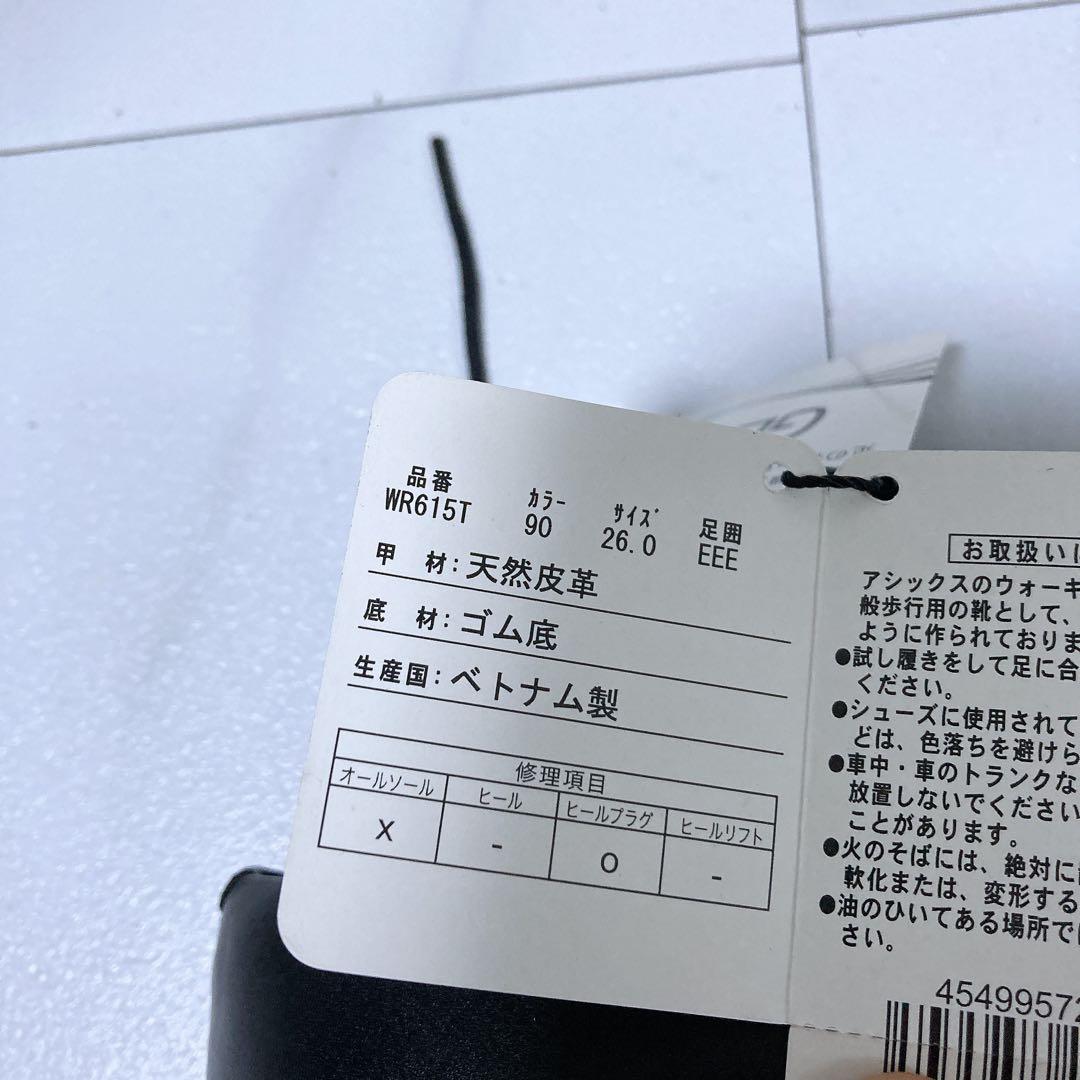 品番 カラー サイズ 足囲
WR615T 90 26.0 EEE
甲 材:天然皮革
底 材:ゴム底
生産国:ベトナム製
修理項目
オールソール ヒール ヒールプラグ ヒールリフト
X - O -
お取扱いに
アシックスのウォーキ
般歩行用の靴として、
ように作られておりま
●試し履きをして足に合
ください。
●シューズに使用されて
どは、色落ちを避けら
●車中・車のトランクな
放置しないでください
ことがあります。
●火のそばには、絶対に
軟化または、変形する
●油のひいてある場所では
さい。
45499572